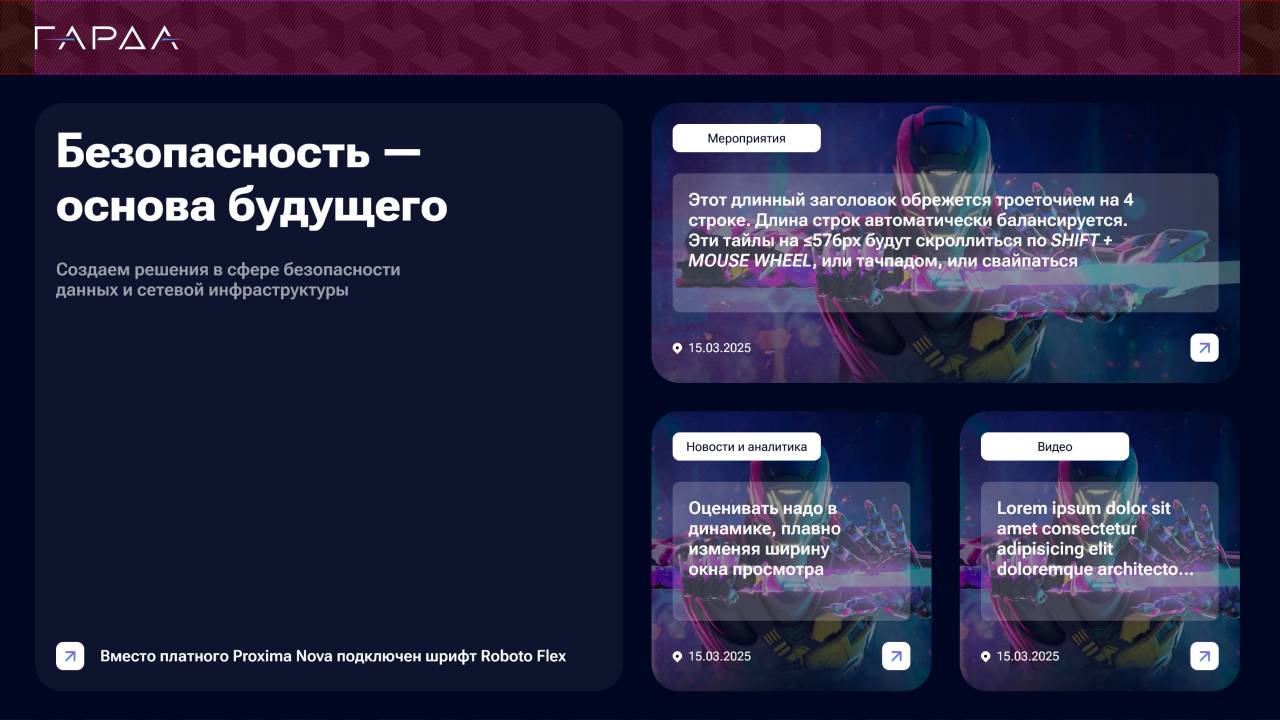 ГАРДА
Безопасность —
основа будущего
Создаем решения в сфере безопасности
данных и сетевой инфраструктуры
Вместо платного Proxima Nova подключен шрифт Roboto Flex
Мероприятия
Этот длинный заголовок обрежется троеточием на 4
строке. Длина строк автоматически балансируется.
Эти тайлы на ≤576px будут скроллиться по SHIFT +
MOUSE WHEEL, или тачпадом, или свайпаться
15.03.2025
Новости и аналитика
Оценивать надо в
динамике, плавно
изменяя ширину
окна просмотра
15.03.2025
Видео
Lorem ipsum dolor sit
amet consectetur
adipisicing elit
doloremque architecto…
15.03.2025